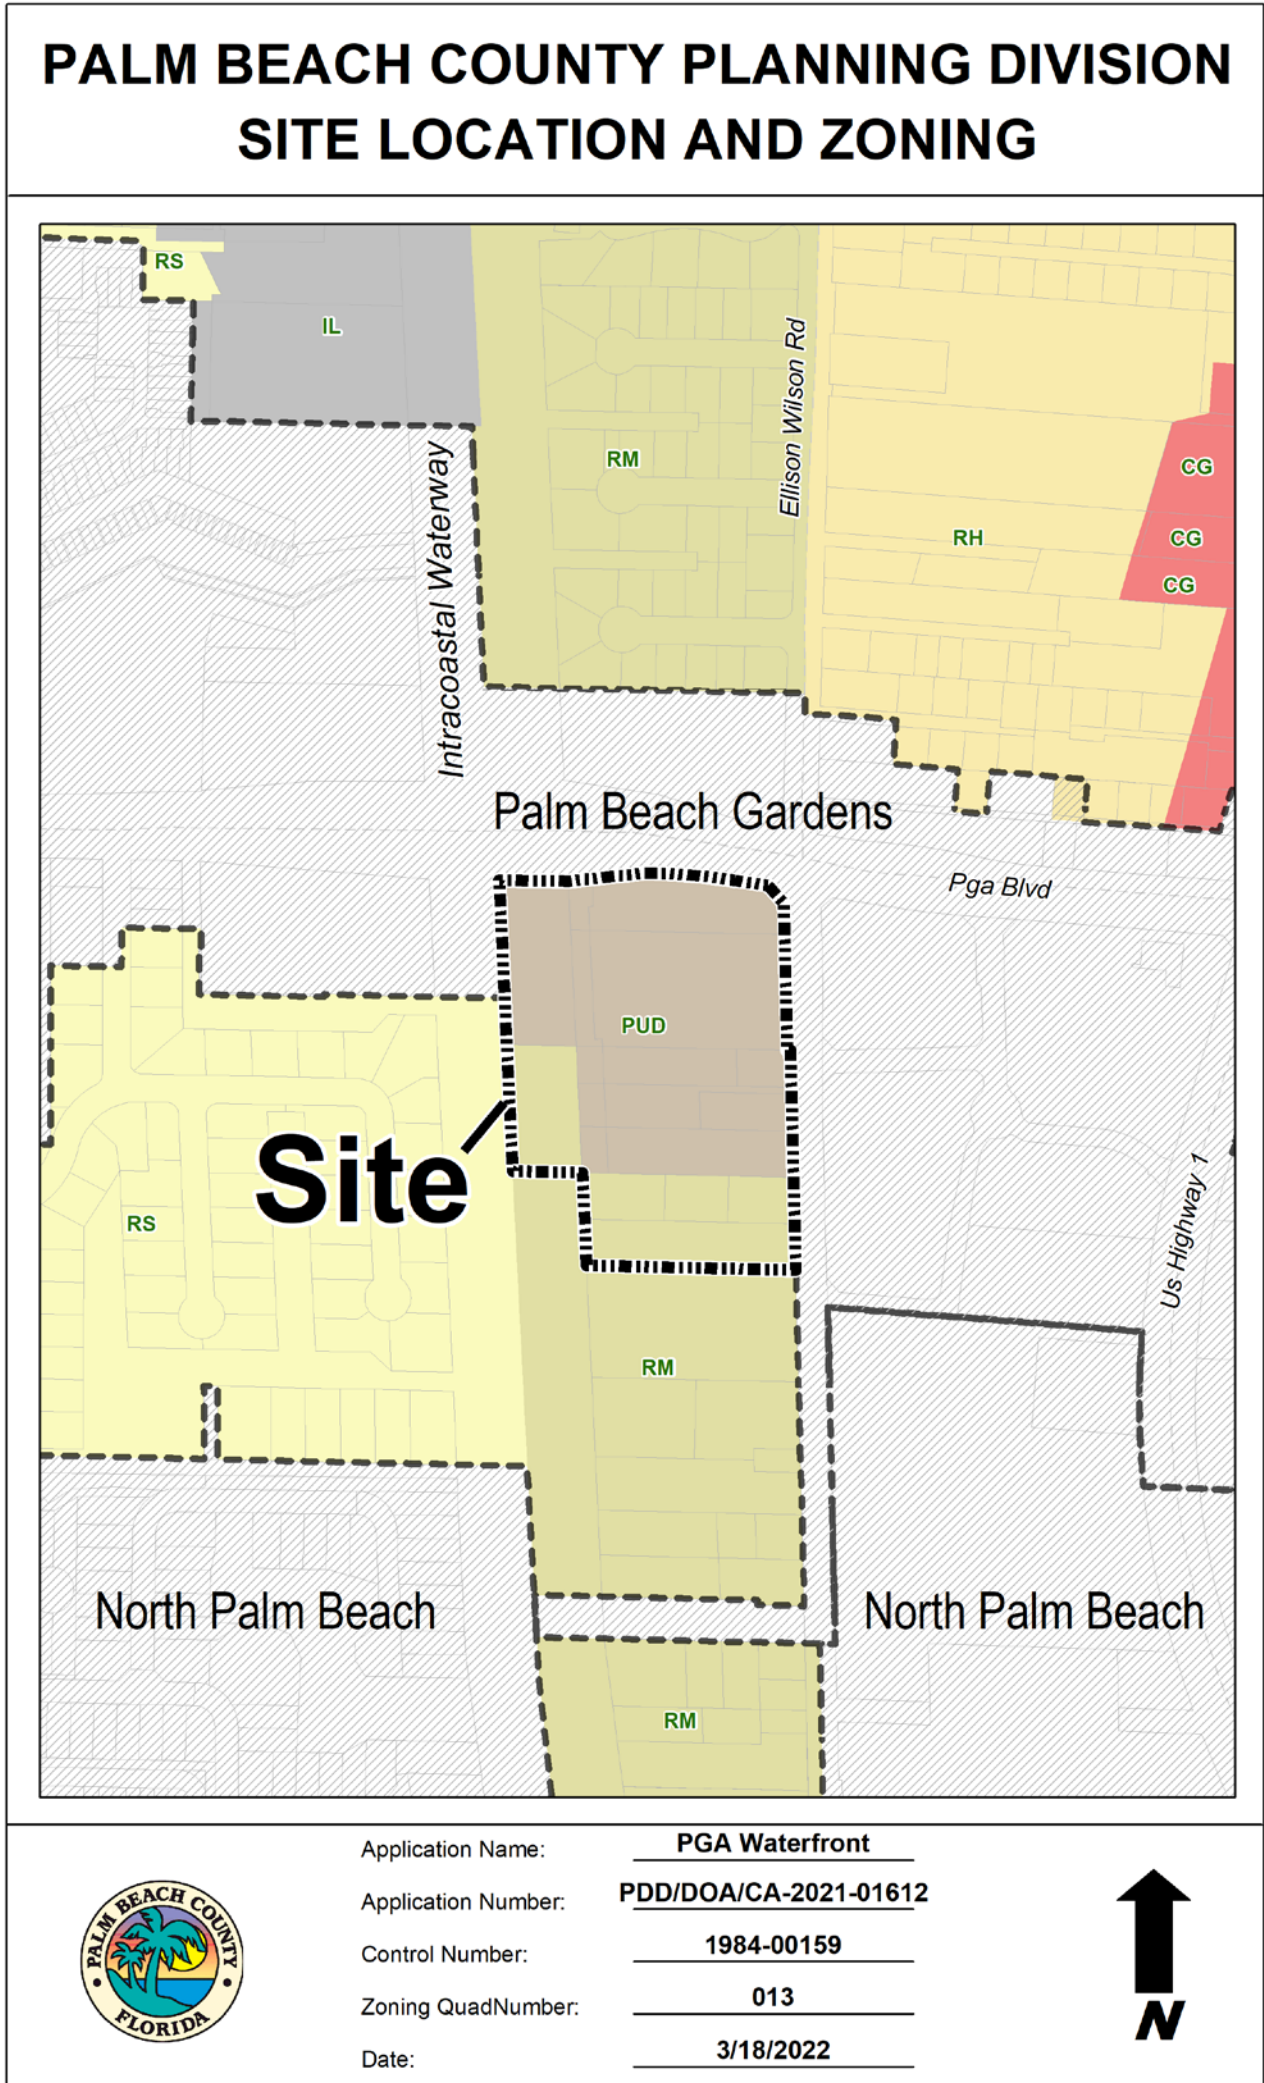 PALM BEACH COUNTY PLANNING DIVISION
SITE LOCATION AND ZONING
RS
IL
Ellison Wilson Rd
RM
CG
Intracoastal Waterway
RH
CG
CG
Palm Beach Gardens
Pga Blvd
PUD
Site
RS
Us Highway 1
RM
North Palm Beach
North Palm Beach
RM
Application Name: PGA Waterfront
Application Number: PDD/DOA/CA-2021-01612
Control Number: 1984-00159
Zoning QuadNumber: 013
Date: 3/18/2022
PALM BEACH COUNTY
FLORIDA
N